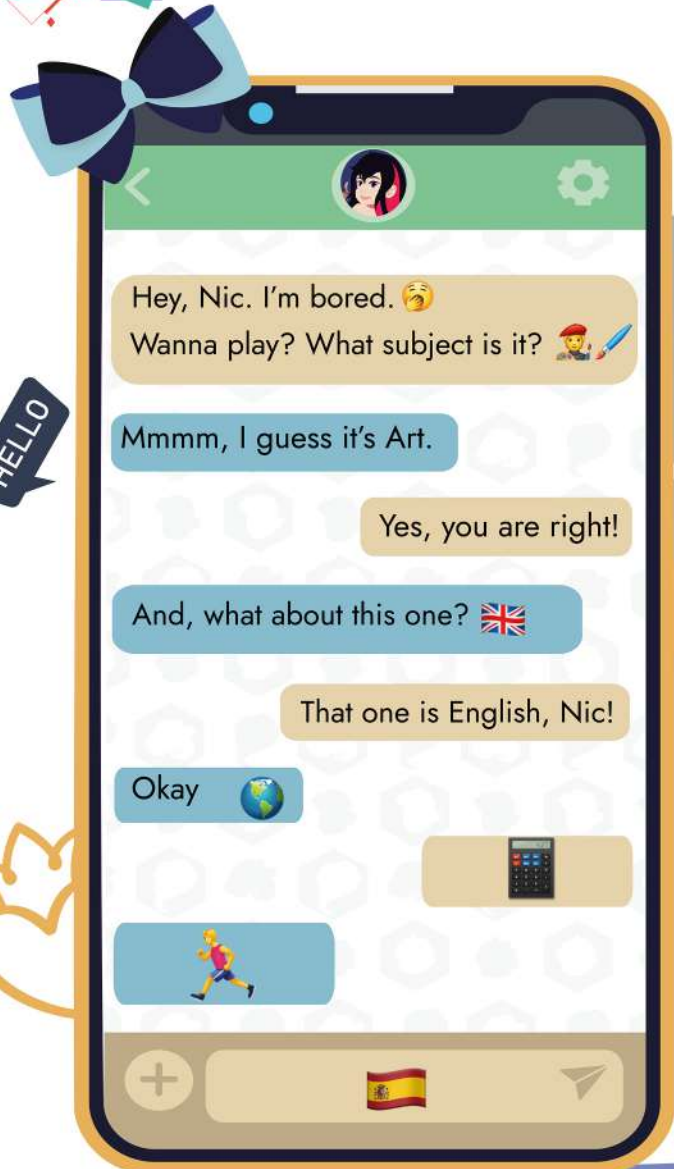 Hey, Nic. I'm bored. 🥱
Wanna play? What subject is it? 🧑‍🎨🖌️
Mmmm, I guess it's Art.
HELLO
Yes, you are right!
And, what about this one? 🇬🇧
That one is English, Nic!
Okay 🌎